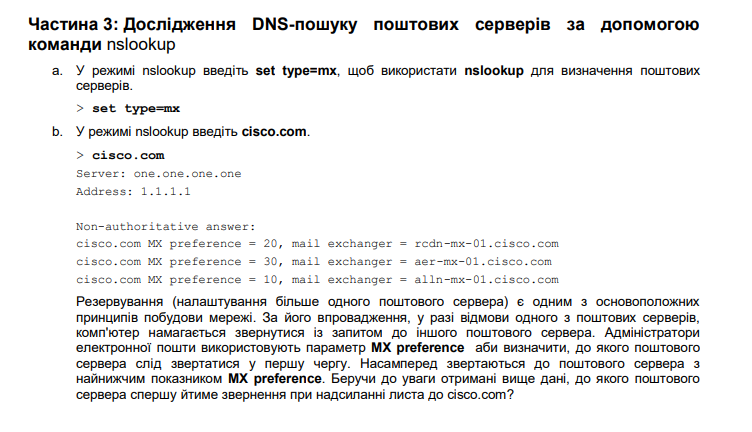 Частина 3: Дослідження DNS-пошуку поштових серверів за допомогою
команди nslookup
a. У режимі nslookup введіть set type=mx, щоб використати nslookup для визначення поштових
серверів.
> set type=mx
b. У режимі nslookup введіть cisco.com.
> cisco.com
Server: one.one.one.one
Address: 1.1.1.1
Non-authoritative answer:
cisco.com MX preference = 20, mail exchanger = rcdn-mx-01.cisco.com
cisco.com MX preference = 30, mail exchanger = aer-mx-01.cisco.com
cisco.com MX preference = 10, mail exchanger = alln-mx-01.cisco.com
Резервування (налаштування більше одного поштового сервера) є одним з основоположних
принципів побудови мережі. За його впровадження, у разі відмови одного з поштових серверів,
комп'ютер намагається звернутися із запитом до іншого поштового сервера. Адміністратори
електронної пошти використовують параметр MX preference аби визначити, до якого поштового
сервера слід звертатися у першу чергу. Насамперед звертаються до поштового сервера з
найнижчим показником MX preference. Беручи до уваги отримані вище дані, до якого поштового
сервера спершу йтиме звернення при надсиланні листа до cisco.com?